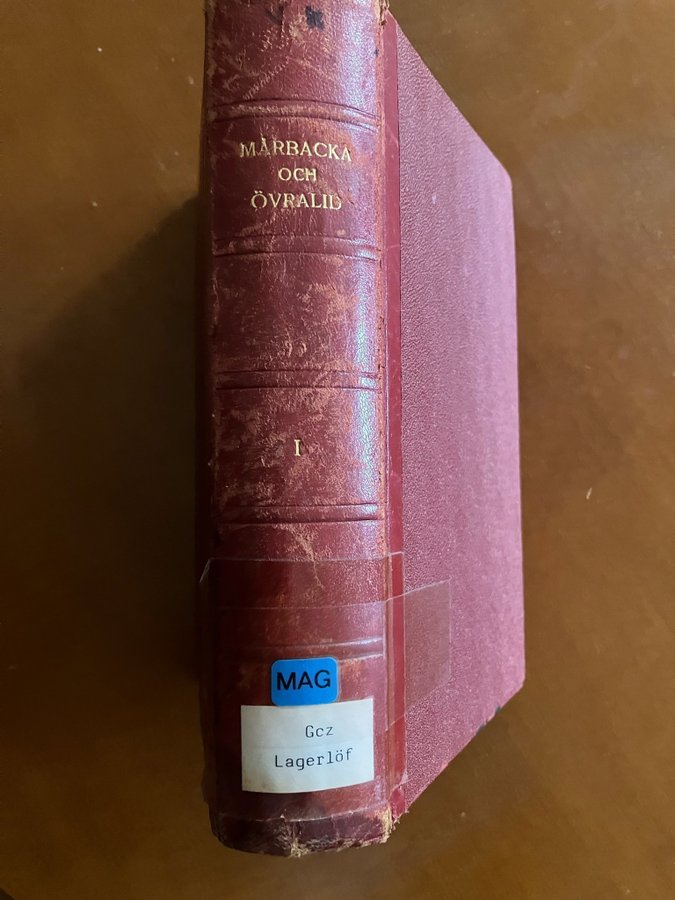 MÅRBACKA
OCH
ÖVRALID
I
MAG
Gcz
Lagerlöf